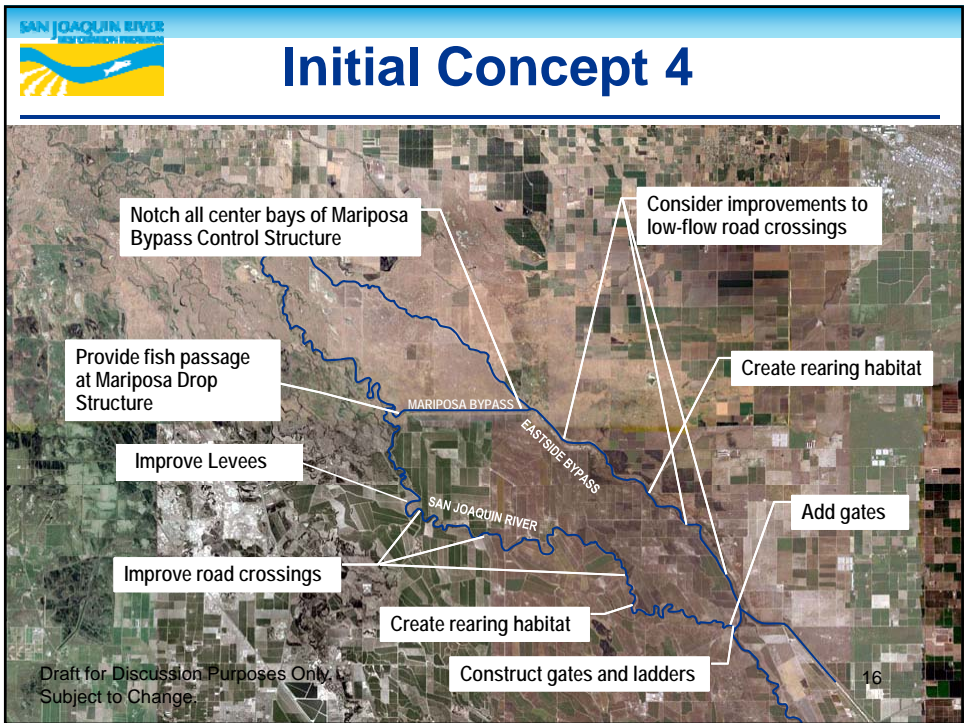 SAN JOAQUIN RIVER
RESTORATION PROGRAM
Initial Concept 4
Notch all center bays of Mariposa
Bypass Control Structure
Consider improvements to
low-flow road crossings
Provide fish passage
at Mariposa Drop
Structure
Create rearing habitat
MARIPOSA BYPASS
EASTSIDE BYPASS
Improve Levees
SAN JOAQUIN RIVER
Add gates
Improve road crossings
Create rearing habitat
Construct gates and ladders
Draft for Discussion Purposes Only.
Subject to Change.
16